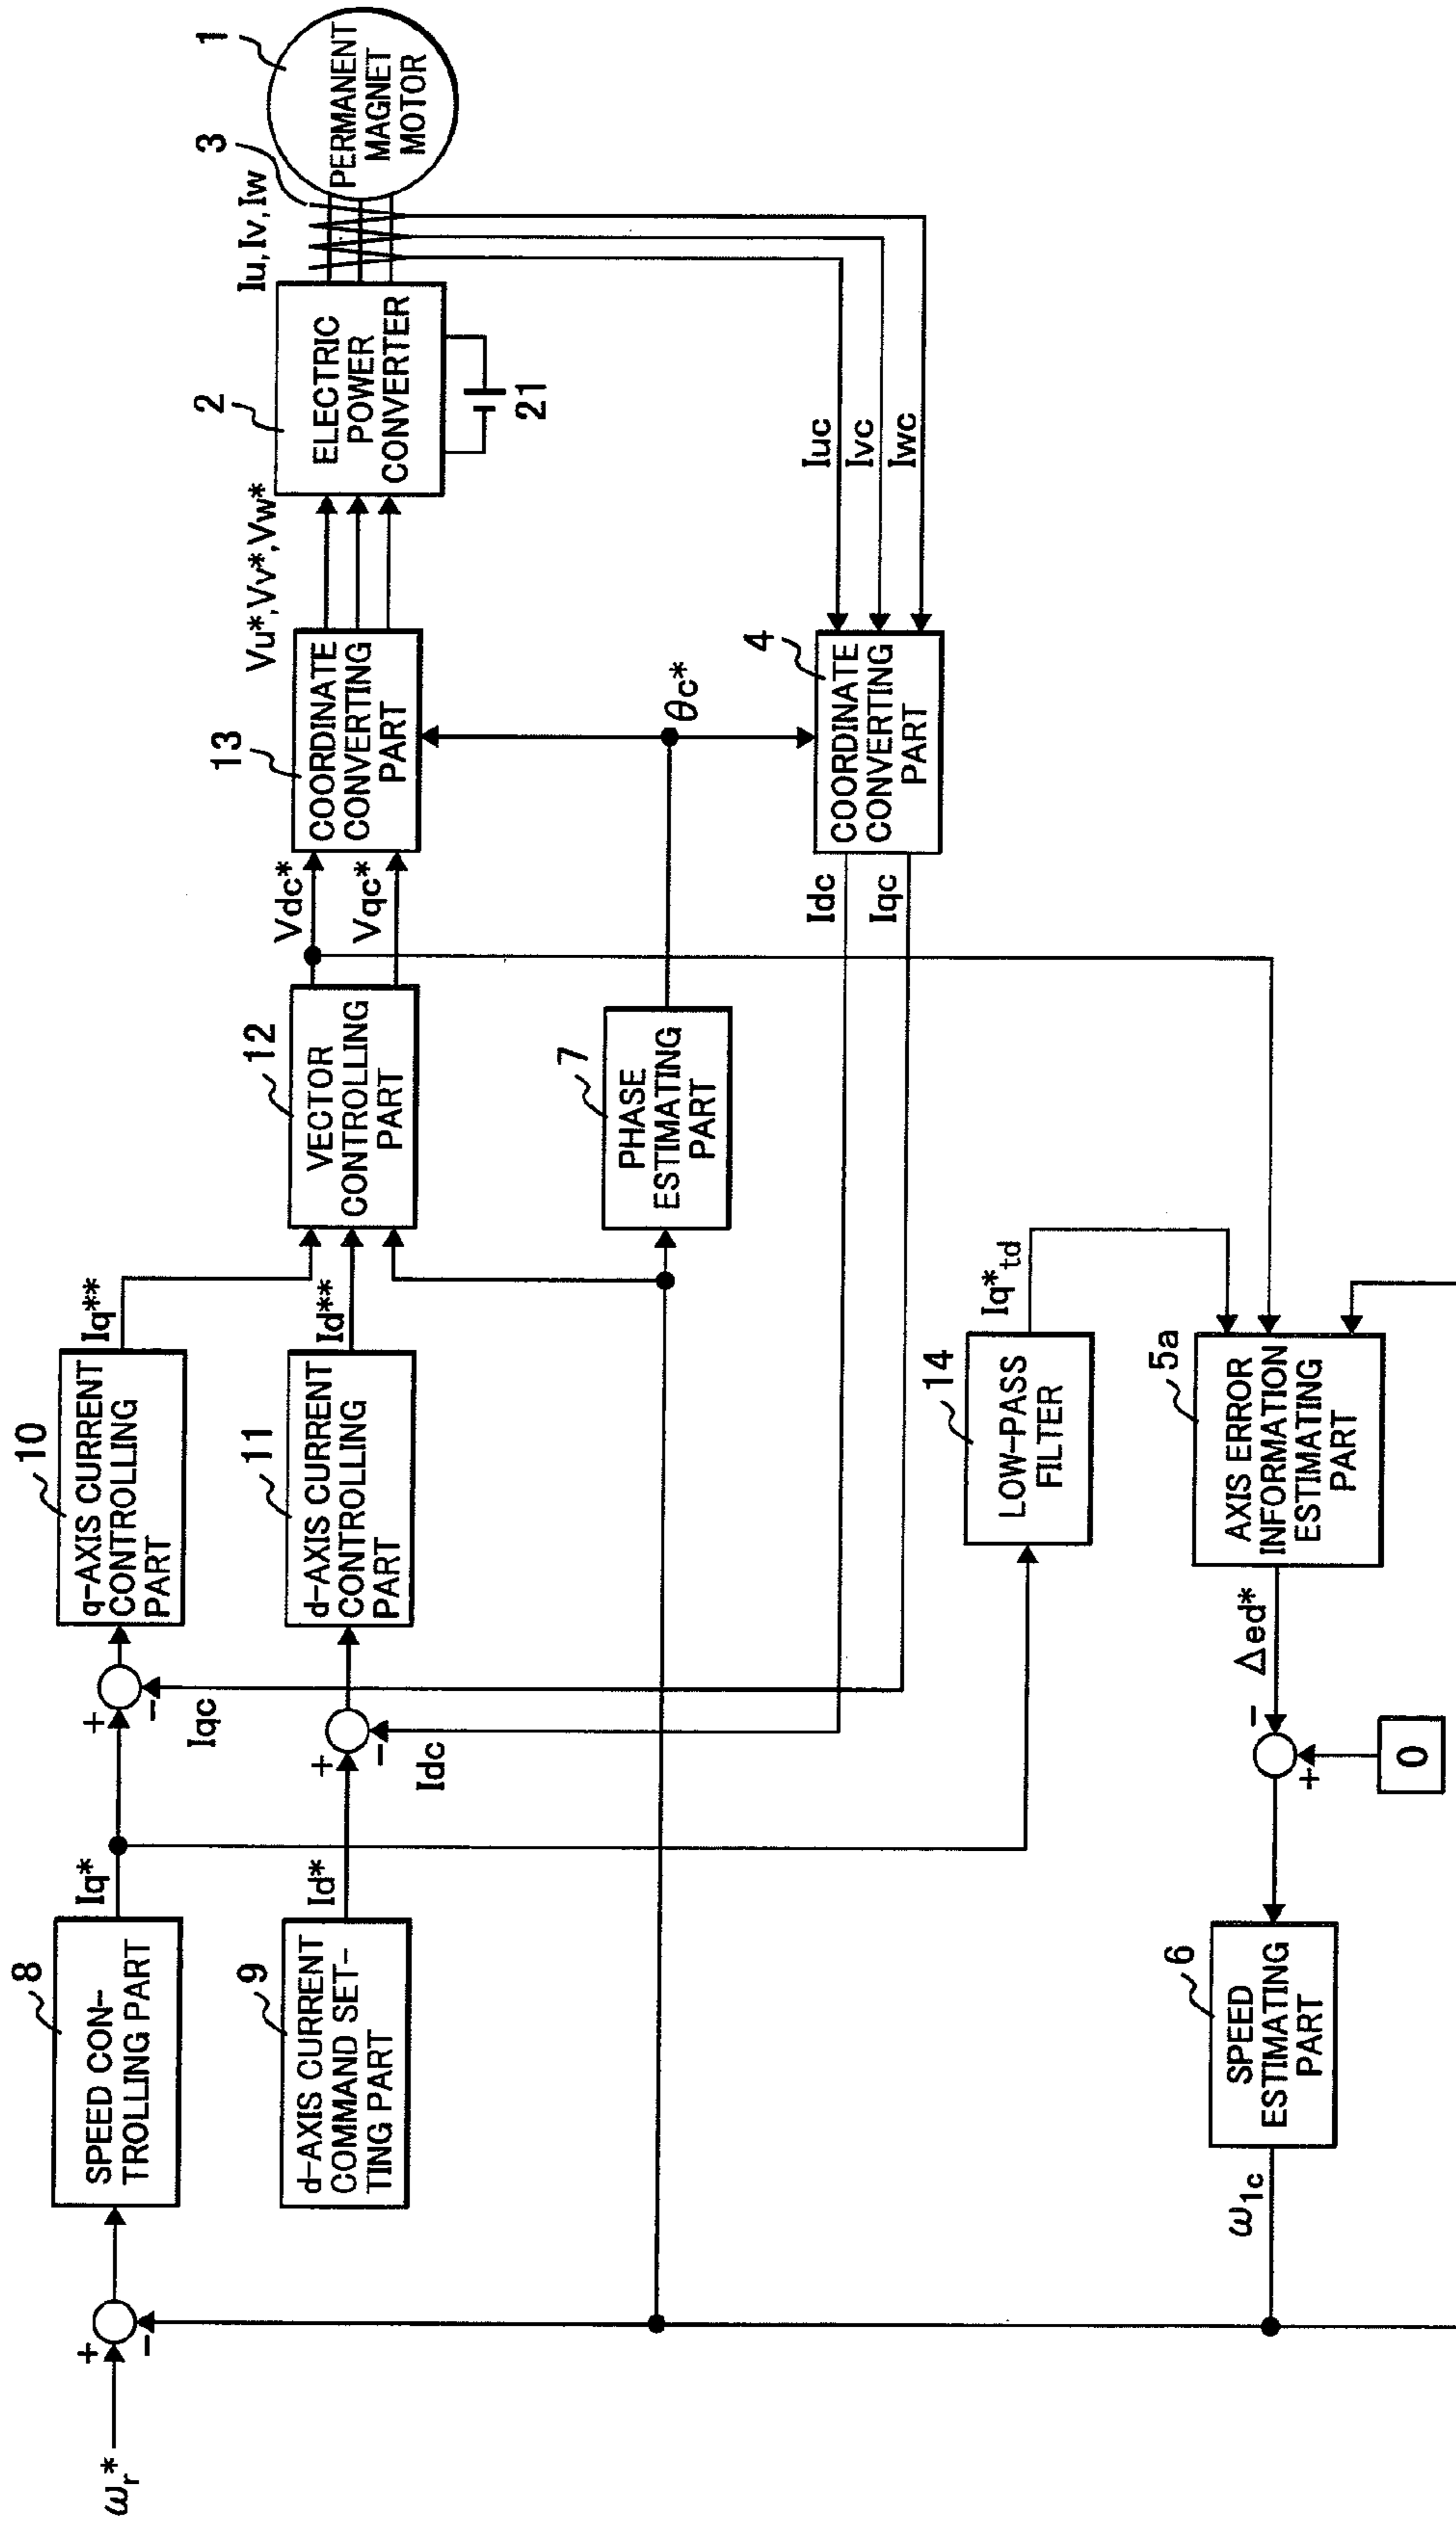 ωr*
+
−
8
SPEED CON-
TROLLING PART
Iq*
+
−
Iqc
10
q-AXIS CURRENT
CONTROLLING
PART
Iq**
9
d-AXIS CURRENT
COMMAND SET-
TING PART
Id*
+
−
Idc
11
d-AXIS CURRENT
CONTROLLING
PART
Id**
12
VECTOR
CONTROLLING
PART
Vdc*
Vqc*
13
COORDINATE
CONVERTING
PART
Vu*,Vv*,Vw*
2
ELECTRIC
POWER
CONVERTER
21
Iu,Iv,Iw
3
1
PERMANENT
MAGNET
MOTOR
7
PHASE
ESTIMATING
PART
θc*
4
COORDINATE
CONVERTING
PART
Iuc
Ivc
Iwc
Idc
Iqc
14
LOW-PASS
FILTER
Iq*td
5a
AXIS ERROR
INFORMATION
ESTIMATING
PART
Δed*
−
+
0
6
SPEED
ESTIMATING
PART
ω1c